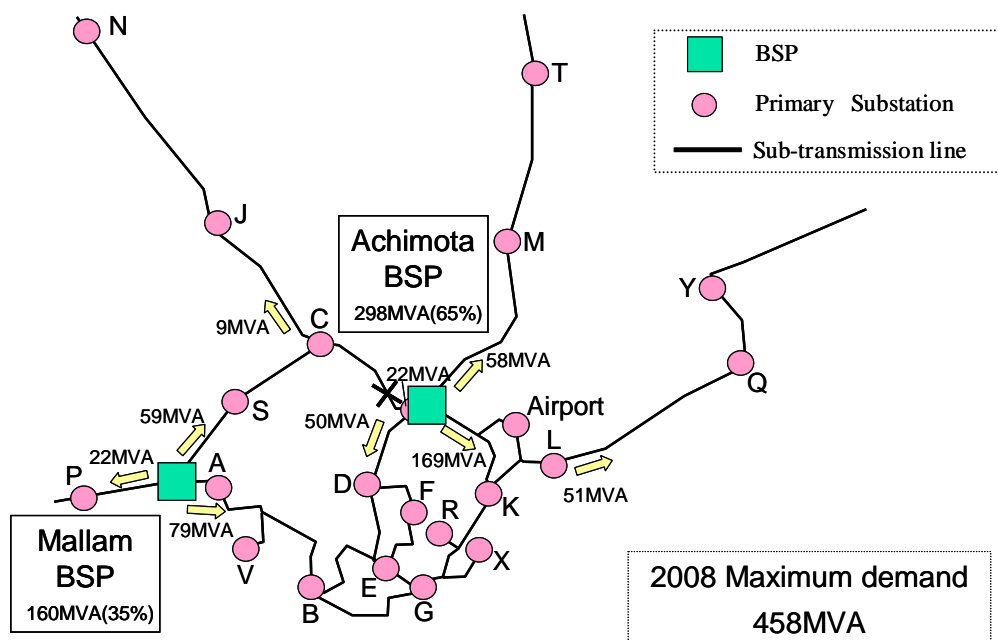 N
T
BSP
Primary Substation
Sub-transmission line
J
M
Achimota
BSP
298MVA(65%)
Y
9MVA
C
58MVA
Q
22MVA
S
59MVA
50MVA
Airport
169MVA
L
51MVA
22MVA
P
A
D
F
K
R
79MVA
Mallam
BSP
160MVA(35%)
V
X
E
B
G
2008 Maximum demand
458MVA